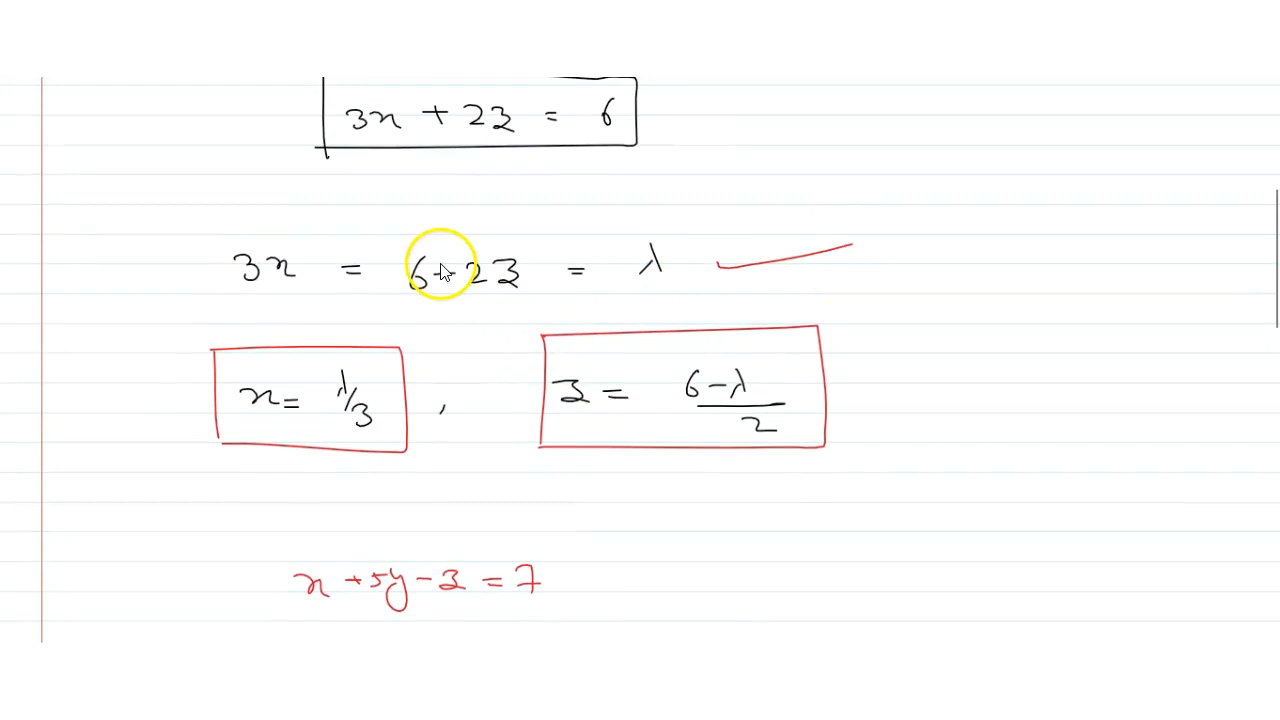 3x + 2z = 6
3x = 6-2z = λ
x = λ/3 , z = (6-λ)/2
x + 5y - z = 7